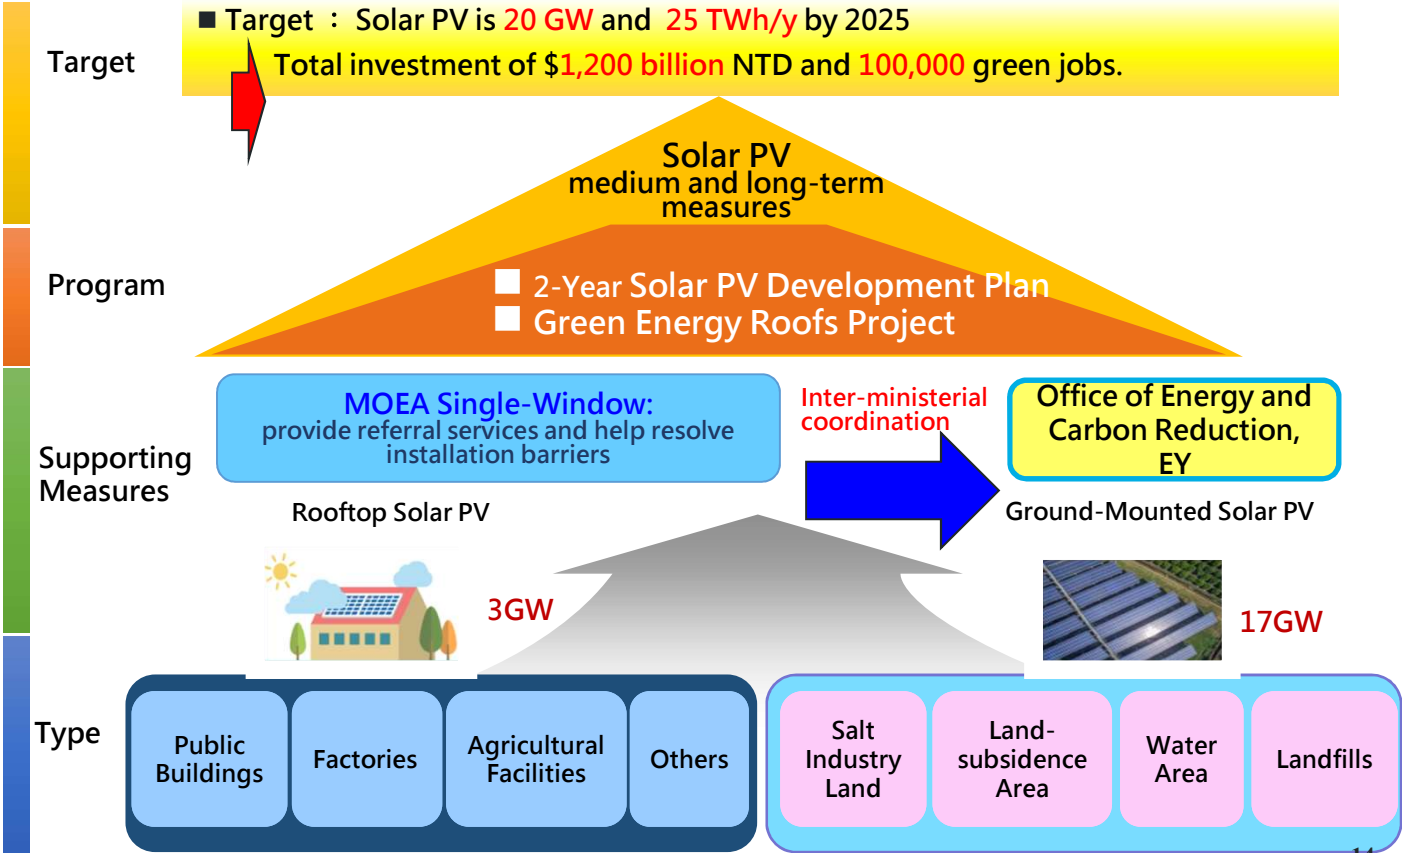 Target
■ Target : Solar PV is 20 GW and 25 TWh/y by 2025
Total investment of $1,200 billion NTD and 100,000 green jobs.
Solar PV
medium and long-term
measures
Program
2-Year Solar PV Development Plan
Green Energy Roofs Project
Supporting
Measures
MOEA Single-Window:
provide referral services and help resolve
installation barriers
Inter-ministerial
coordination
Office of Energy and
Carbon Reduction,
EY
Rooftop Solar PV
Ground-Mounted Solar PV
3GW
17GW
Type
Public
Buildings
Factories
Agricultural
Facilities
Others
Salt
Industry
Land
Land-
subsidence
Area
Water
Area
Landfills